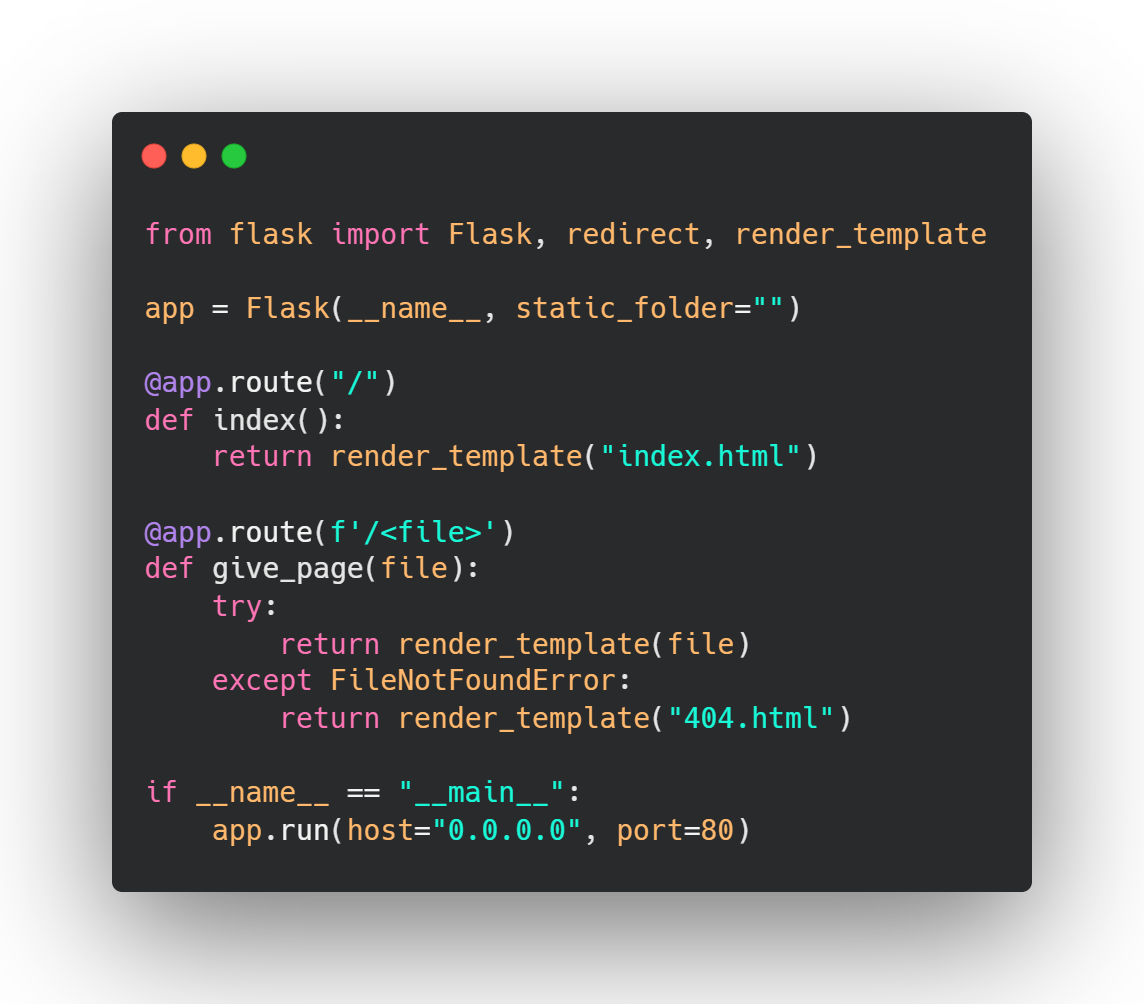 from flask import Flask, redirect, render_template

app = Flask(__name__, static_folder="")

@app.route("/")
def index():
    return render_template("index.html")

@app.route(f'/<file>')
def give_page(file):
    try:
        return render_template(file)
    except FileNotFoundError:
        return render_template("404.html")

if __name__ == "__main__":
    app.run(host="0.0.0.0", port=80)